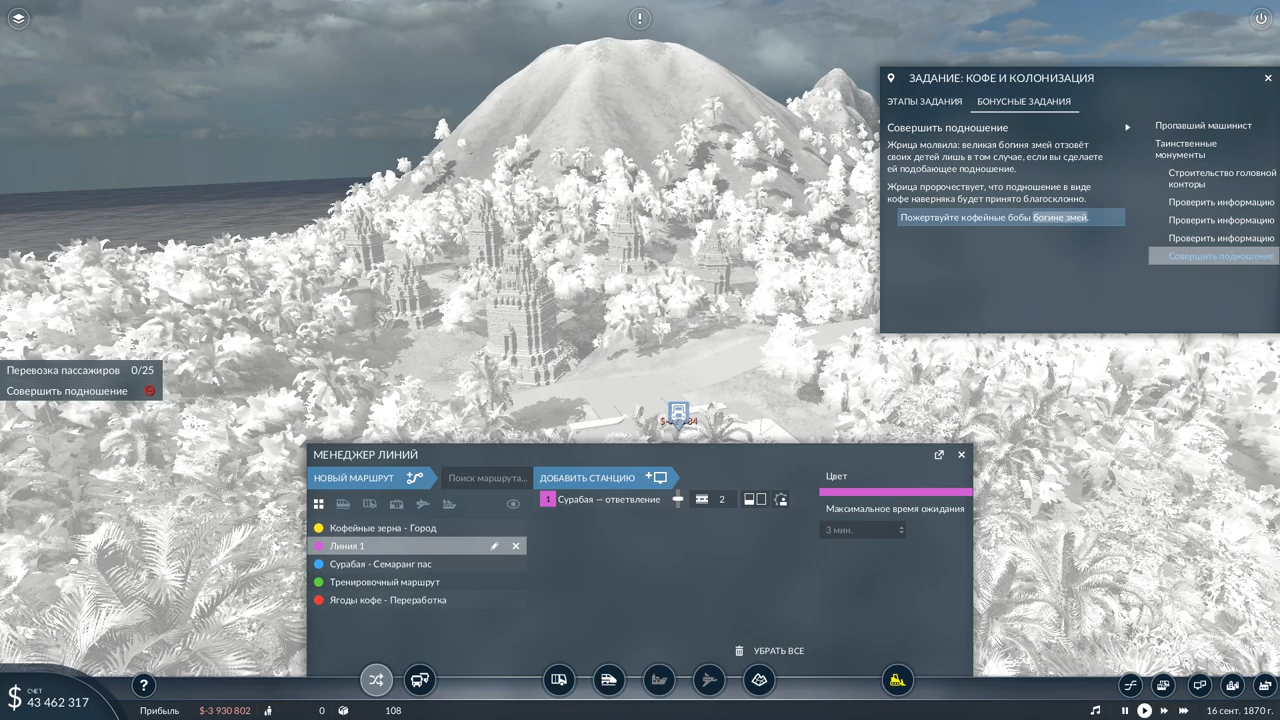 ЗАДАНИЕ: КОФЕ И КОЛОНИЗАЦИЯ
ЭТАПЫ ЗАДАНИЯ
БОНУСНЫЕ ЗАДАНИЯ
Совершить подношение
Жрица молвила: великая богиня змей отзовёт
своих детей лишь в том случае, если вы сделаете
ей подобающее подношение.
Жрица пророчествует, что подношение в виде
кофе наверняка будет принято благосклонно.
Пожертвуйте кофейные бобы богине змей.
Пропавший машинист
Таинственные
монументы
Строительство головной
конторы
Проверить информацию
Проверить информацию
Проверить информацию
Совершить подношение
Перевозка пассажиров 0/25
Совершить подношение
МЕНЕДЖЕР ЛИНИЙ
НОВЫЙ МАРШРУТ
Поиск маршрута...
ДОБАВИТЬ СТАНЦИЮ
1 Сурабая — ответвление
2
Цвет
Максимальное время ожидания
3 мин.
Кофейные зерна - Город
Линия 1
Сурабая - Семаранг пас
Тренировочный маршрут
Ягоды кофе - Переработка
УБРАТЬ ВСЕ
$ СЧЁТ
43 462 317
?
Прибыль $-3 930 802
0
108
16 сент. 1870 г.